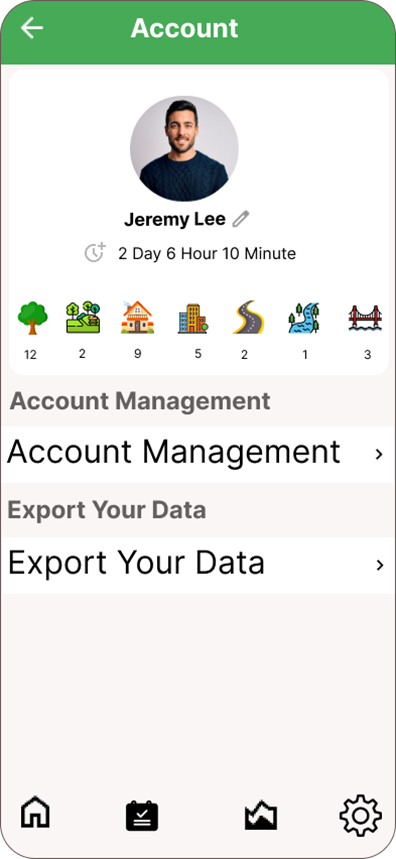 Account
Jeremy Lee
2 Day 6 Hour 10 Minute
12 2 9 5 2 1 3
Account Management
Account Management
Export Your Data
Export Your Data